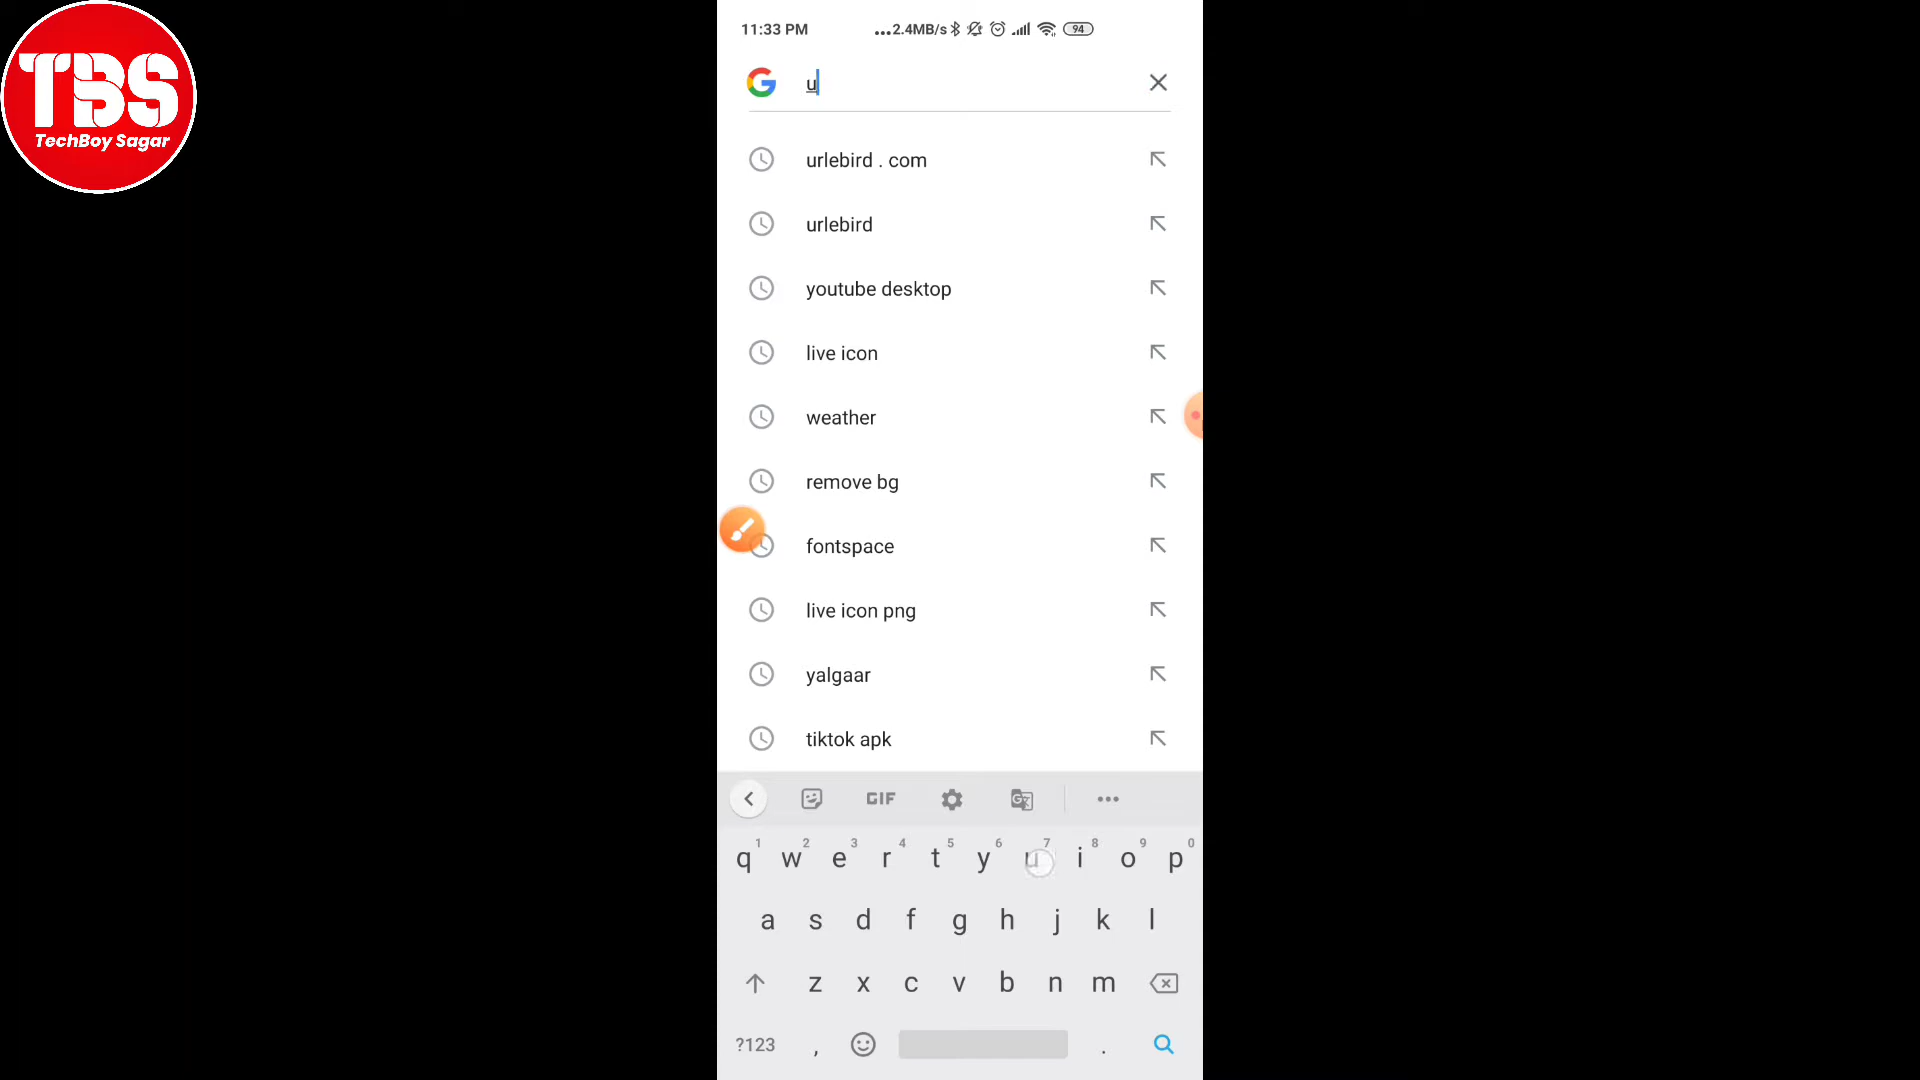 TBS
TechBoy Sagar
11:33 PM
...2.4MB/s
94
u
urlebird . com
urlebird
youtube desktop
live icon
weather
remove bg
fontspace
live icon png
yalgaar
tiktok apk
GIF
1 2 3 4 5 6 7 8 9 0
q w e r t y u i o p
a s d f g h j k l
z x c v b n m
?123 , .